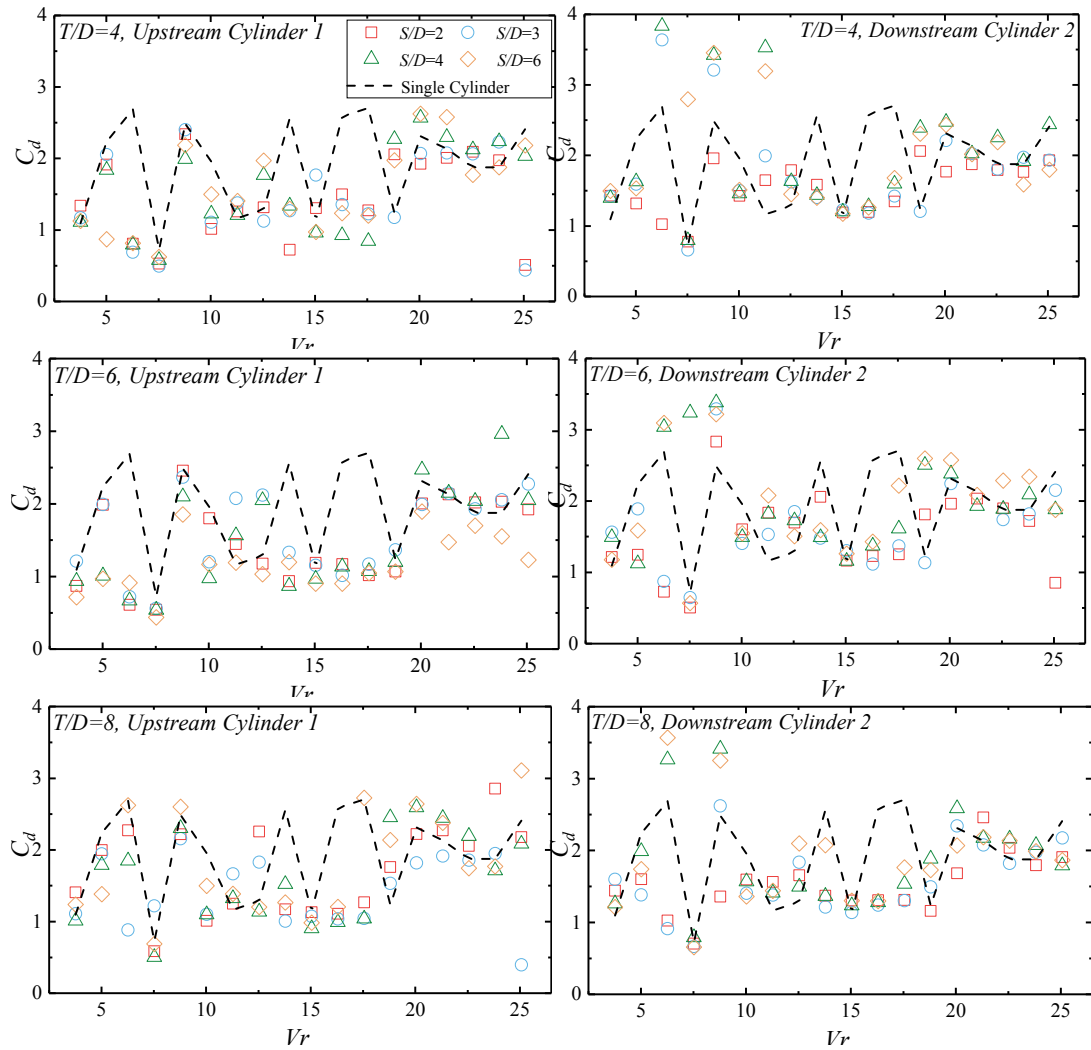 T/D=4, Upstream Cylinder 1
S/D=2 S/D=3
S/D=4 S/D=6
Single Cylinder
C_d
4
3
2
1
0
5 10 15 20 25
Vr
T/D=4, Downstream Cylinder 2
C_d
4
3
2
1
0
5 10 15 20 25
Vr
T/D=6, Upstream Cylinder 1
C_d
4
3
2
1
0
5 10 15 20 25
Vr
T/D=6, Downstream Cylinder 2
C_d
4
3
2
1
0
5 10 15 20 25
Vr
T/D=8, Upstream Cylinder 1
C_d
4
3
2
1
0
5 10 15 20 25
Vr
T/D=8, Downstream Cylinder 2
C_d
4
3
2
1
0
5 10 15 20 25
Vr